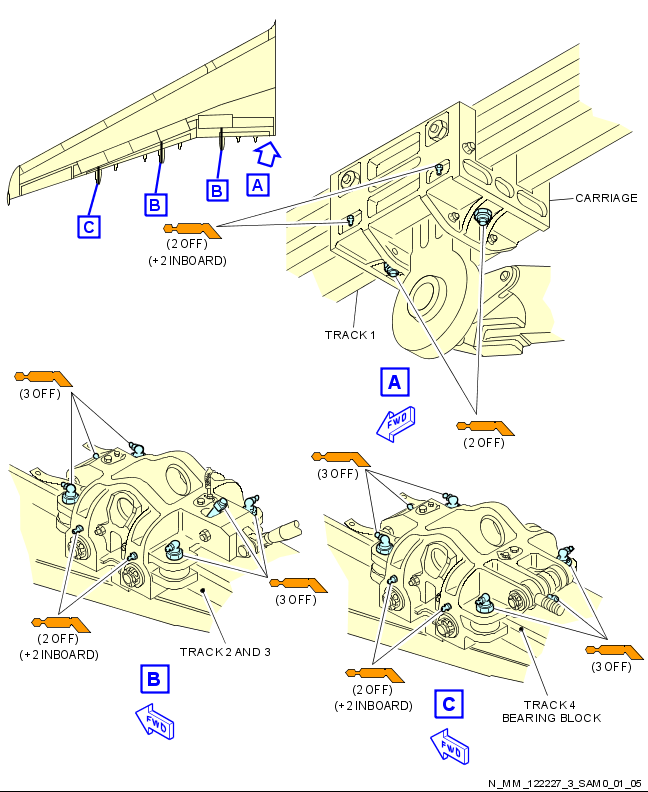 C
B
B
A
(2 OFF)
(+2 INBOARD)
CARRIAGE
TRACK 1
A
FWD
(2 OFF)
(3 OFF)
(3 OFF)
(2 OFF)
(+2 INBOARD)
TRACK 2 AND 3
B
FWD
(3 OFF)
(3 OFF)
(2 OFF)
(+2 INBOARD)
C
FWD
TRACK 4
BEARING BLOCK
N_MM_122227_3_SAM0_01_05